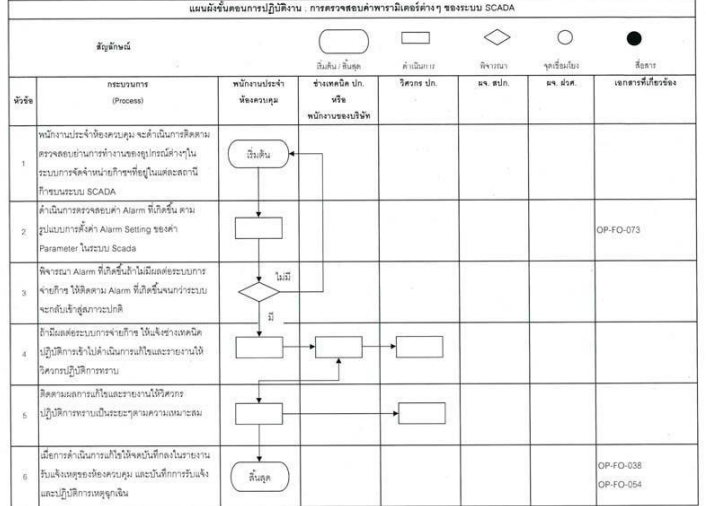 แผนผังขั้นตอนการปฏิบัติงาน : การตรวจสอบค่าพารามิเตอร์ต่างๆ ของระบบ SCADA
สัญลักษณ์
เริ่มต้น / สิ้นสุด
ดำเนินการ
พิจารณา
จุดเชื่อมโยง
สื่อสาร
หัวข้อ
กระบวนการ
(Process)
พนักงานประจำ
ห้องควบคุม
ช่างเทคนิค ปก.
หรือ
พนักงานของบริษัท
วิศวกร ปก.
ผจ. สปก.
ผจ. ฝวศ.
เอกสารที่เกี่ยวข้อง
1
พนักงานประจำห้องควบคุม จะดำเนินการติดตาม
ตรวจสอบย่านการทำงานของอุปกรณ์ต่างๆใน
ระบบการจัดจำหน่ายก๊าซฯที่อยู่ในแต่ละสถานี
ก๊าซบนระบบ SCADA
เริ่มต้น
2
ดำเนินการตรวจสอบค่า Alarm ที่เกิดขึ้น ตาม
รูปแบบการตั้งค่า Alarm Setting ของค่า
Parameter ในระบบ Scada
OP-FO-073
3
พิจารณา Alarm ที่เกิดขึ้นถ้าไม่มีผลต่อระบบการ
จ่ายก๊าซ ให้ติดตาม Alarm ที่เกิดขึ้นจนกว่าระบบ
จะกลับเข้าสู่สภาวะปกติ
ไม่มี
มี
4
ถ้ามีผลต่อระบบการจ่ายก๊าซ ให้แจ้งช่างเทคนิค
ปฏิบัติการเข้าไปดำเนินการแก้ไขและรายงานให้
วิศวกรปฏิบัติการทราบ
5
ติดตามผลการแก้ไขและรายงานให้วิศวกร
ปฏิบัติการทราบเป็นระยะๆตามความเหมาะสม
6
เมื่อการดำเนินการแก้ไขให้จดบันทึกลงในรายงาน
รับแจ้งเหตุของห้องควบคุม และบันทึกการรับแจ้ง
และปฏิบัติการเหตุฉุกเฉิน
สิ้นสุด
OP-FO-038
OP-FO-054